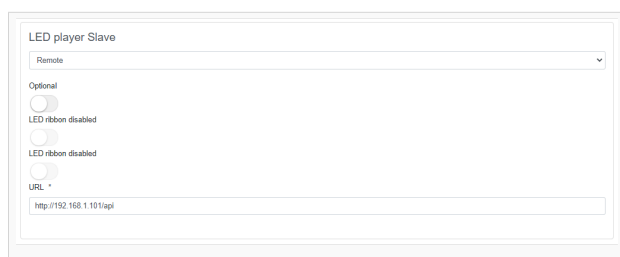 LED player Slave
Remote
Optional
LED ribbon disabled
LED ribbon disabled
URL *
http://192.168.1.101/api